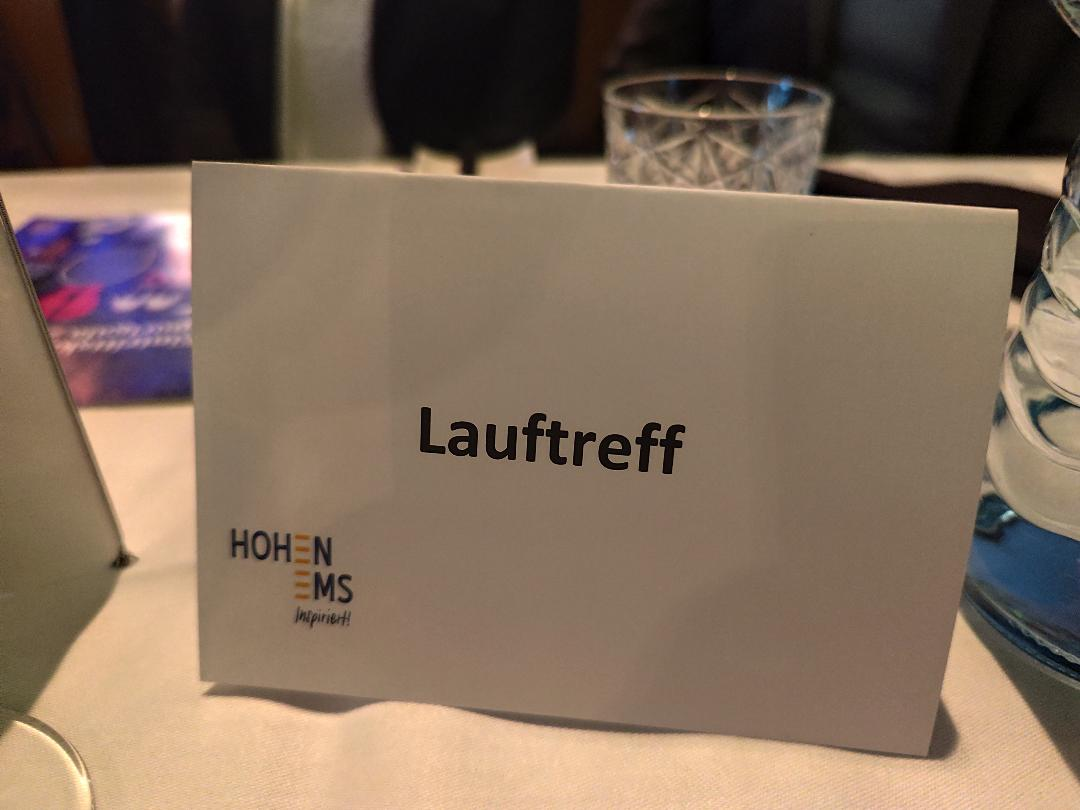 Lauftreff
HOHEN
EMS
Inspiriert!